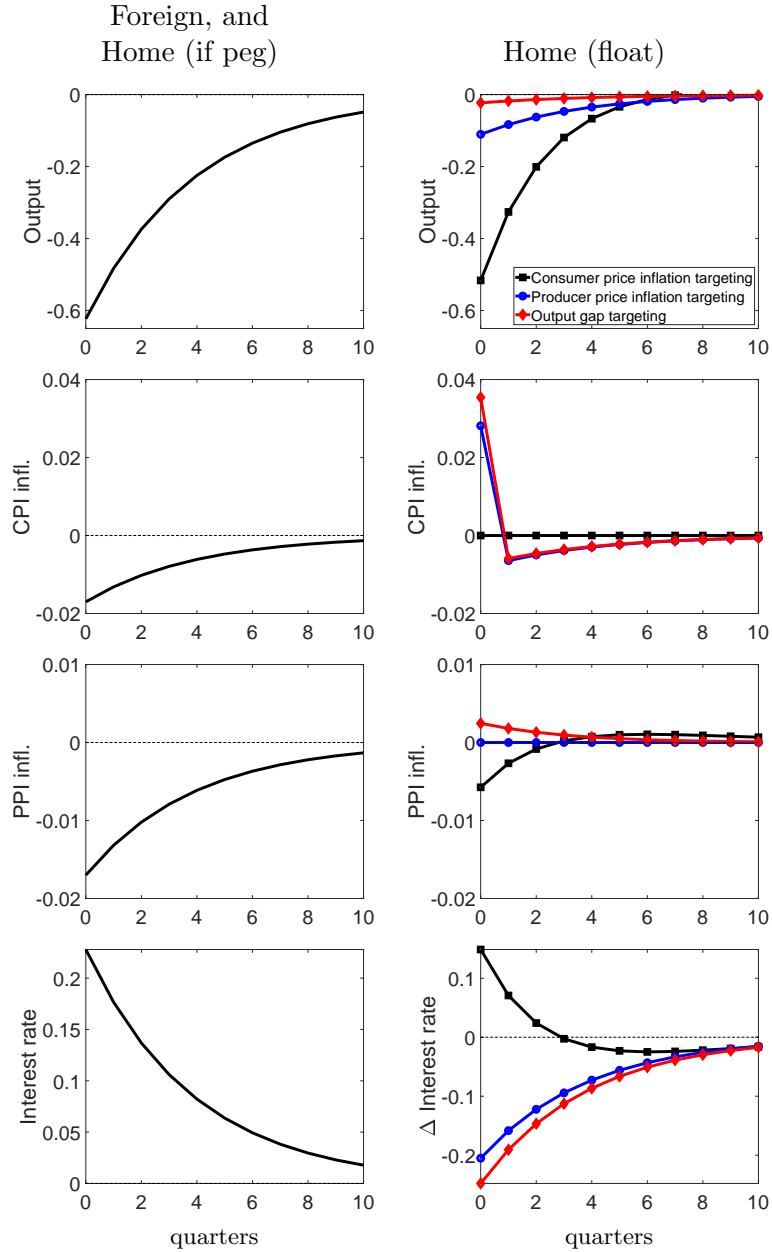 Foreign, and
Home (if peg)
Home (float)
0
-0.2
-0.4
-0.6
Output
0 2 4 6 8 10
0
-0.2
-0.4
-0.6
Output
Consumer price inflation targeting
Producer price inflation targeting
Output gap targeting
0 2 4 6 8 10
0.04
0.02
0
-0.02
CPI infl.
0 2 4 6 8 10
0.04
0.02
0
-0.02
CPI infl.
0 2 4 6 8 10
0.01
0
-0.01
-0.02
PPI infl.
0 2 4 6 8 10
0.01
0
-0.01
-0.02
PPI infl.
0 2 4 6 8 10
0.2
0.15
0.1
0.05
0
Interest rate
0 2 4 6 8 10
quarters
0.1
0
-0.1
-0.2
Δ Interest rate
0 2 4 6 8 10
quarters